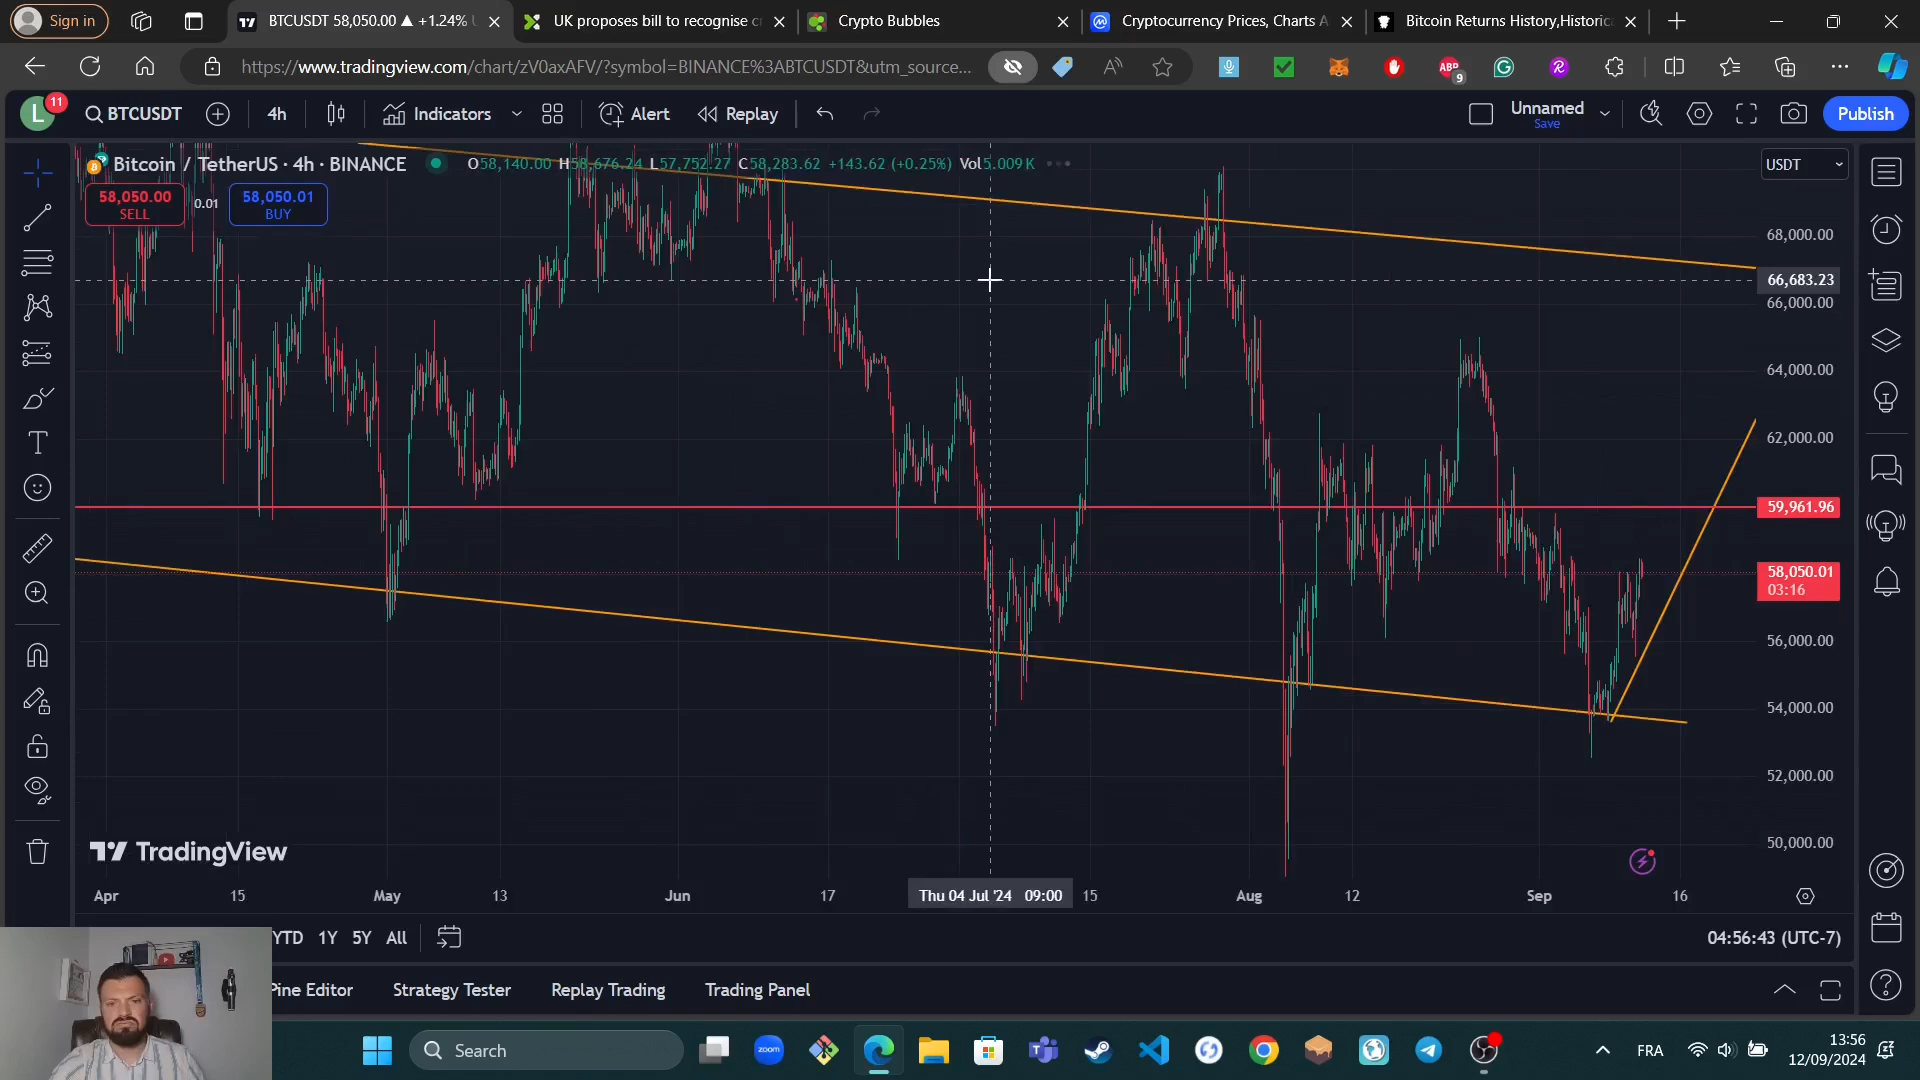 Sign in
BTCUSDT 58,050.00 ▲ +1.24%
UK proposes bill to recognise
Crypto Bubbles
Cryptocurrency Prices, Charts A
Bitcoin Returns History,Historic
https://www.tradingview.com/chart/zV0axAFV/?symbol=BINANCE%3ABTCUSDT&utm_source...
ABP
9
L
11
BTCUSDT
4h
Indicators
Alert
Replay
Unnamed
Save
Publish
Bitcoin / TetherUS · 4h · BINANCE
O58,140.00 H58,676.24 L57,752.27 C58,283.62 +143.62 (+0.25%) Vol5.009 K
USDT
58,050.00
SELL
0.01
58,050.01
BUY
68,000.00
66,683.23
66,000.00
64,000.00
62,000.00
59,961.96
58,050.01
03:16
56,000.00
54,000.00
52,000.00
50,000.00
TradingView
Apr
15
May
13
Jun
17
Thu 04 Jul '24 09:00
15
Aug
12
Sep
16
YTD
1Y
5Y
All
04:56:43 (UTC-7)
Pine Editor
Strategy Tester
Replay Trading
Trading Panel
Search
zoom
FRA
13:56
12/09/2024